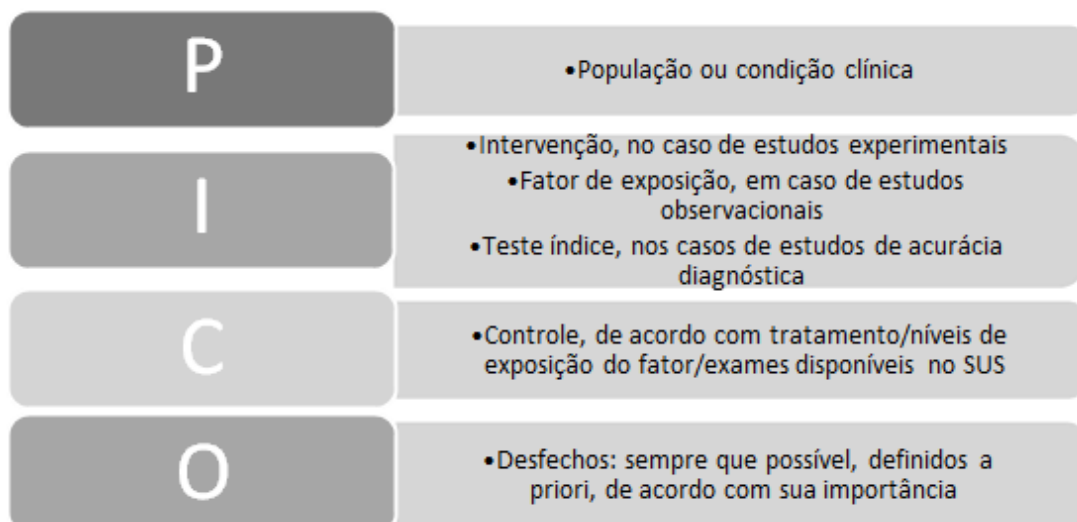 P
•População ou condição clínica
I
•Intervenção, no caso de estudos experimentais
•Fator de exposição, em caso de estudos
observacionais
•Teste índice, nos casos de estudos de acurácia
diagnóstica
C
•Controle, de acordo com tratamento/níveis de
exposição do fator/exames disponíveis no SUS
O
•Desfechos: sempre que possível, definidos a
priori, de acordo com sua importância